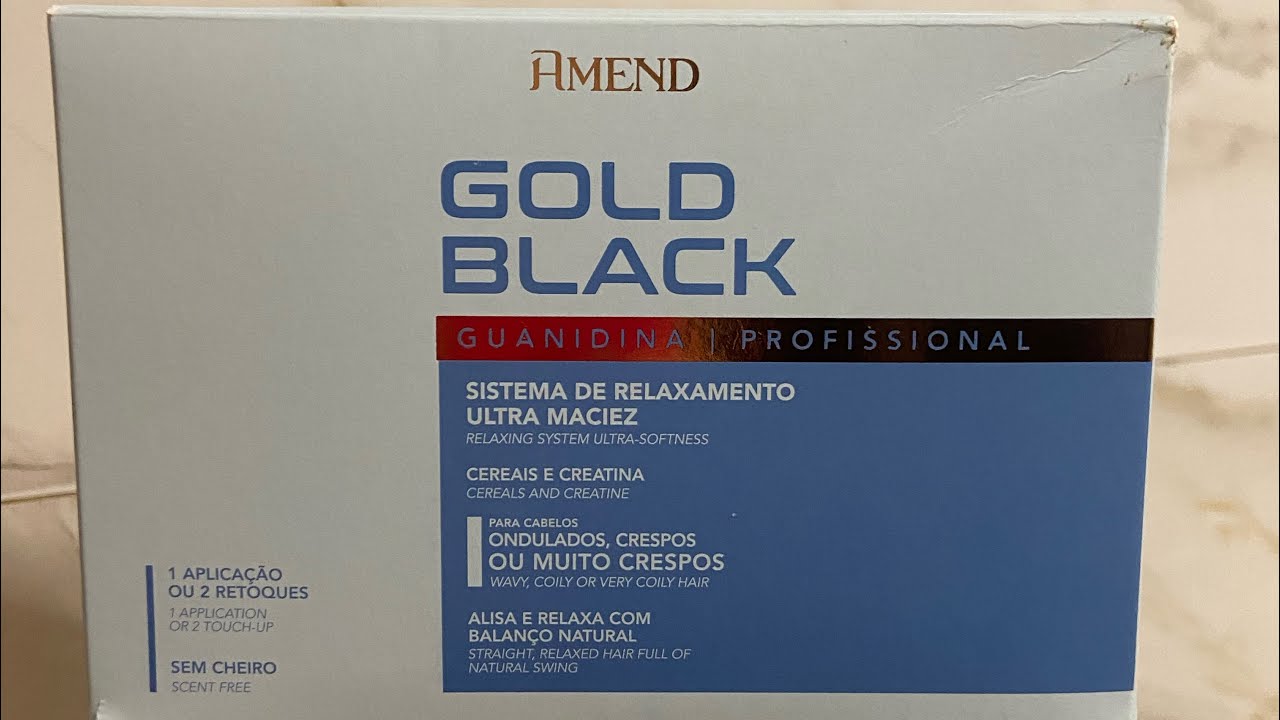 AMEND
GOLD
BLACK
GUANIDINA | PROFISSIONAL
SISTEMA DE RELAXAMENTO
ULTRA MACIEZ
RELAXING SYSTEM ULTRA-SOFTNESS
CEREAIS E CREATINA
CEREALS AND CREATINE
PARA CABELOS
ONDULADOS, CRESPOS
OU MUITO CRESPOS
WAVY, COILY OR VERY COILY HAIR
ALISA E RELAXA COM
BALANÇO NATURAL
STRAIGHT, RELAXED HAIR FULL OF
NATURAL SWING
1 APLICAÇÃO
OU 2 RETOQUES
1 APPLICATION
OR 2 TOUCH-UP
SEM CHEIRO
SCENT FREE